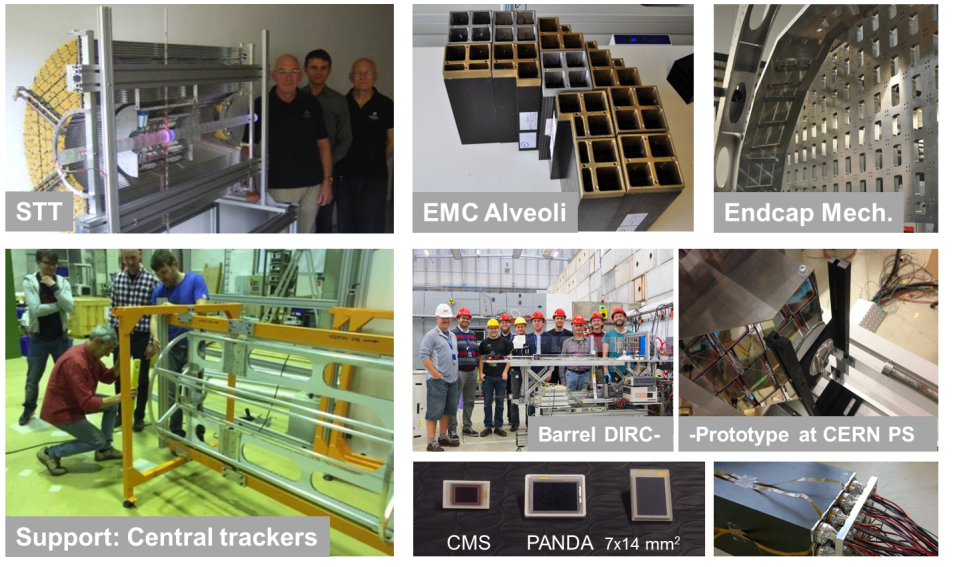 STT
EMC Alveoli
Endcap Mech.
Barrel DIRC-
-Prototype at CERN PS
Support: Central trackers
CMS
PANDA
7x14 mm²